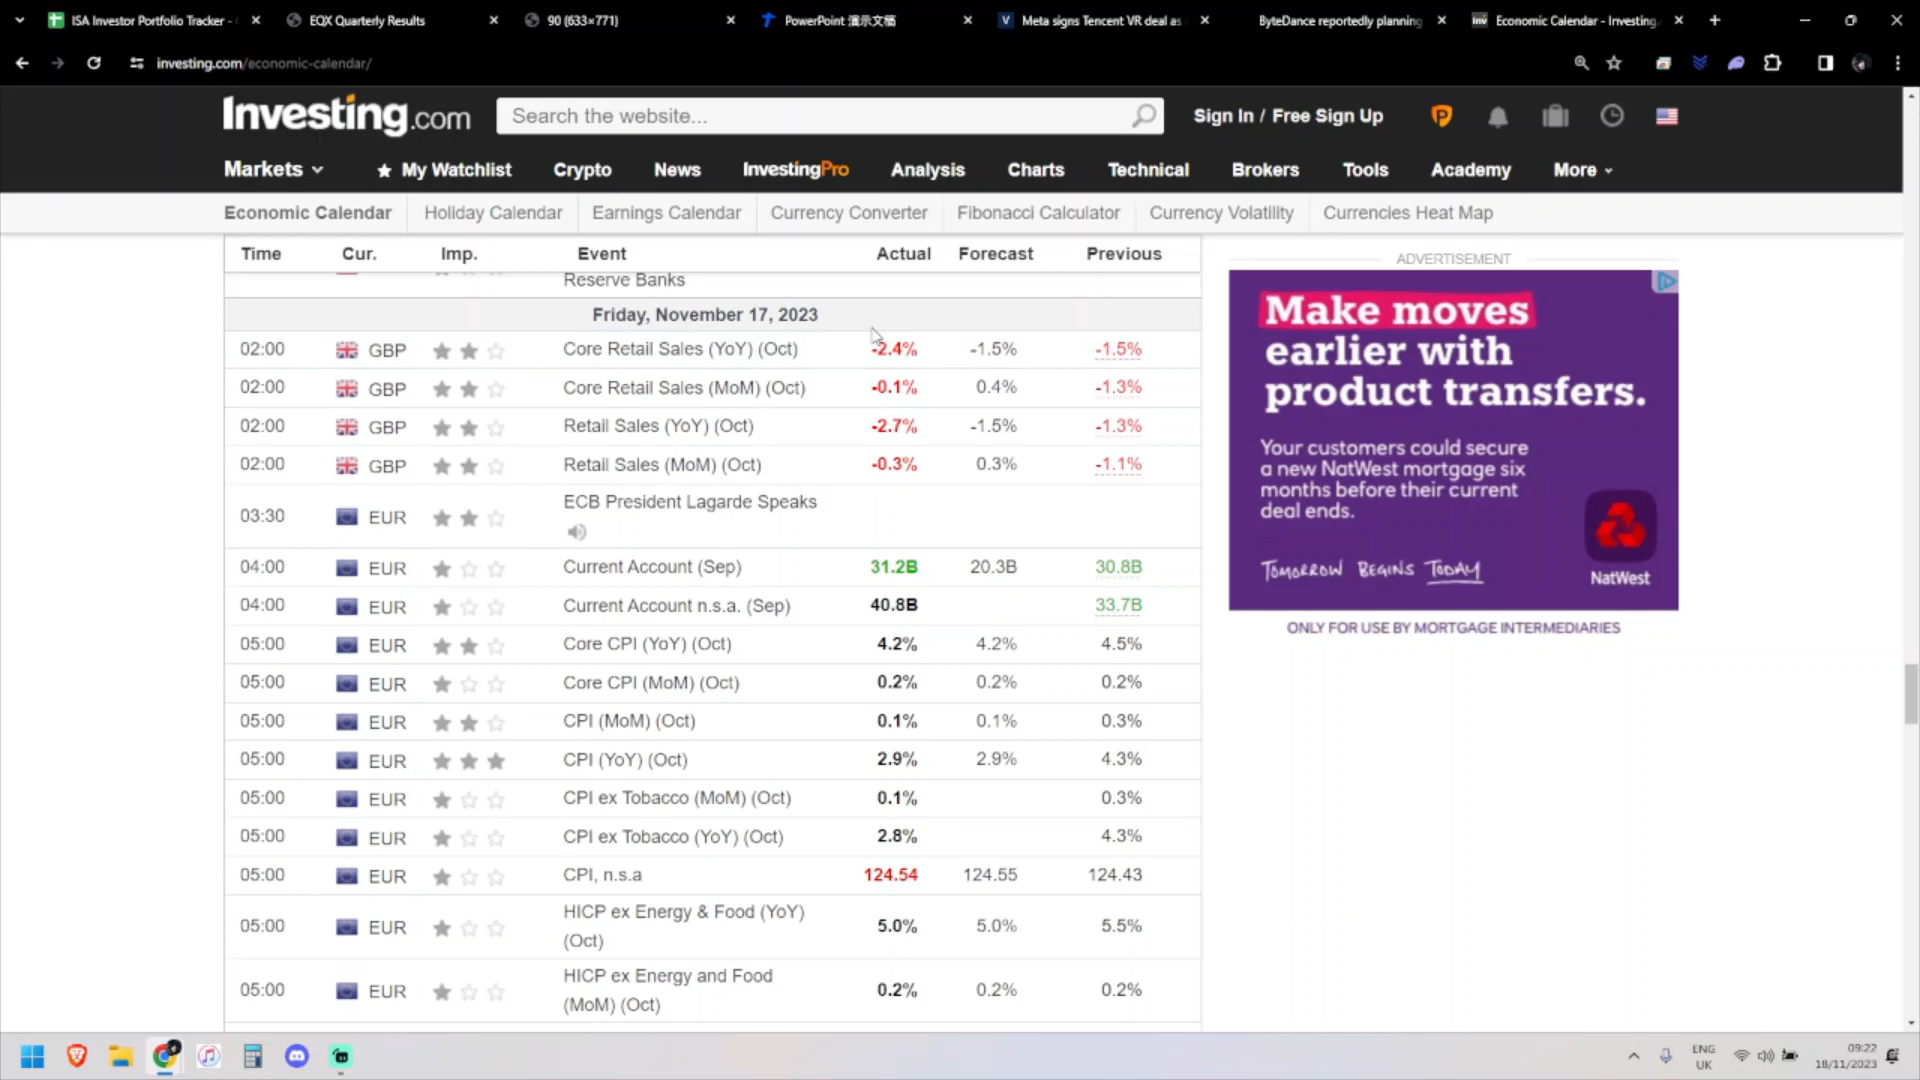 ISA Investor Portfolio Tracker -
EQX Quarterly Results
90 (633×771)
PowerPoint 演示文稿
Meta signs Tencent VR deal as
ByteDance reportedly planning
Economic Calendar - Investing.
investing.com/economic-calendar/
Investing.com
Search the website...
Sign In / Free Sign Up
Markets
My Watchlist
Crypto
News
InvestingPro
Analysis
Charts
Technical
Brokers
Tools
Academy
More
Economic Calendar
Holiday Calendar
Earnings Calendar
Currency Converter
Fibonacci Calculator
Currency Volatility
Currencies Heat Map
Time Cur. Imp. Event Actual Forecast Previous
Reserve Banks
Friday, November 17, 2023
02:00 GBP Core Retail Sales (YoY) (Oct) -2.4% -1.5% -1.5%
02:00 GBP Core Retail Sales (MoM) (Oct) -0.1% 0.4% -1.3%
02:00 GBP Retail Sales (YoY) (Oct) -2.7% -1.5% -1.3%
02:00 GBP Retail Sales (MoM) (Oct) -0.3% 0.3% -1.1%
03:30 EUR ECB President Lagarde Speaks
04:00 EUR Current Account (Sep) 31.2B 20.3B 30.8B
04:00 EUR Current Account n.s.a. (Sep) 40.8B 33.7B
05:00 EUR Core CPI (YoY) (Oct) 4.2% 4.2% 4.5%
05:00 EUR Core CPI (MoM) (Oct) 0.2% 0.2% 0.2%
05:00 EUR CPI (MoM) (Oct) 0.1% 0.1% 0.3%
05:00 EUR CPI (YoY) (Oct) 2.9% 2.9% 4.3%
05:00 EUR CPI ex Tobacco (MoM) (Oct) 0.1% 0.3%
05:00 EUR CPI ex Tobacco (YoY) (Oct) 2.8% 4.3%
05:00 EUR CPI, n.s.a 124.54 124.55 124.43
05:00 EUR HICP ex Energy & Food (YoY)
(Oct) 5.0% 5.0% 5.5%
05:00 EUR HICP ex Energy and Food
(MoM) (Oct) 0.2% 0.2% 0.2%
ADVERTISEMENT
Make moves
earlier with
product transfers.
Your customers could secure
a new NatWest mortgage six
months before their current
deal ends.
TOMORROW BEGINS TODAY
NatWest
ONLY FOR USE BY MORTGAGE INTERMEDIARIES
ENG
UK
09:22
18/11/2023